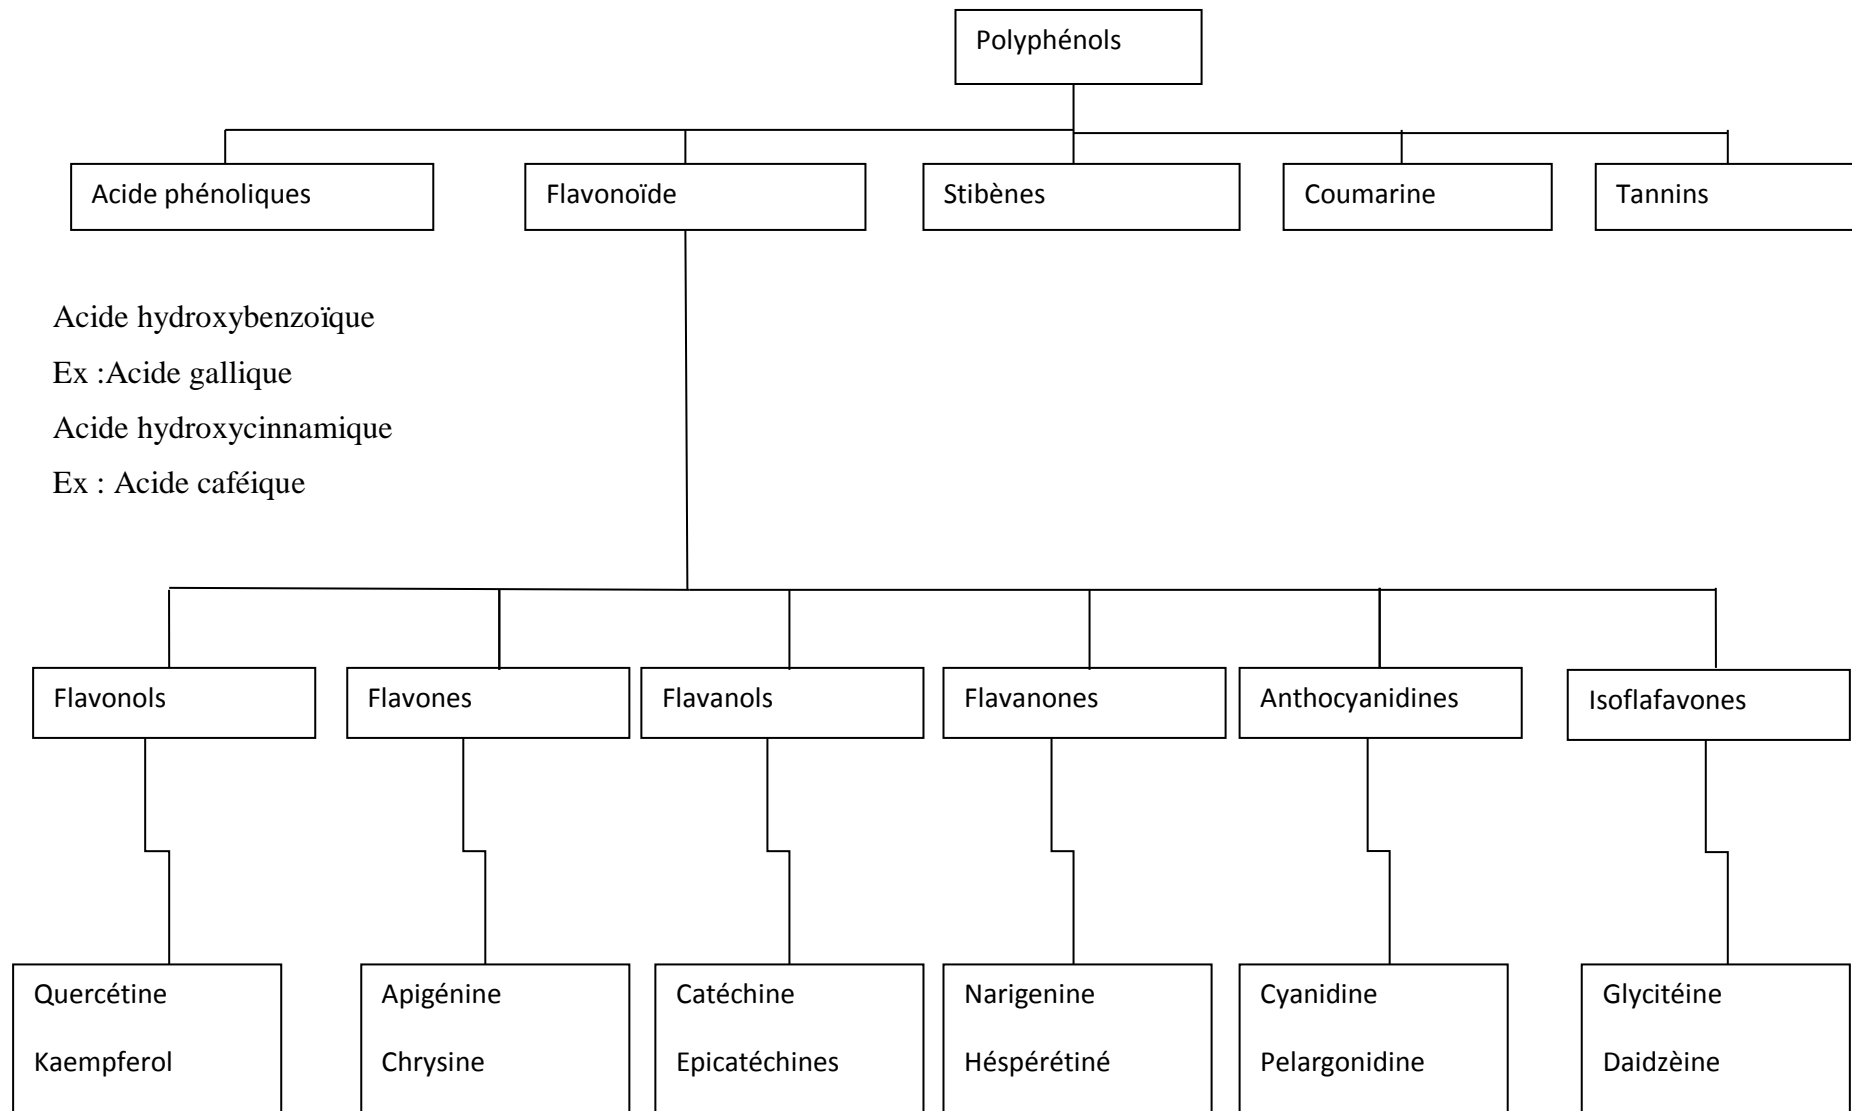 Polyphénols
Acide phénoliques
Flavonoïde
Stibènes
Coumarine
Tannins
Acide hydroxybenzoïque
Ex :Acide gallique
Acide hydroxycinnamique
Ex : Acide caféique
Flavonols
Flavones
Flavanols
Flavanones
Anthocyanidines
Isoflafavones
Quercétine
Kaempferol
Apigénine
Chrysine
Catéchine
Epicatéchines
Narigenine
Héspérétiné
Cyanidine
Pelargonidine
Glycitéine
Daidzèine